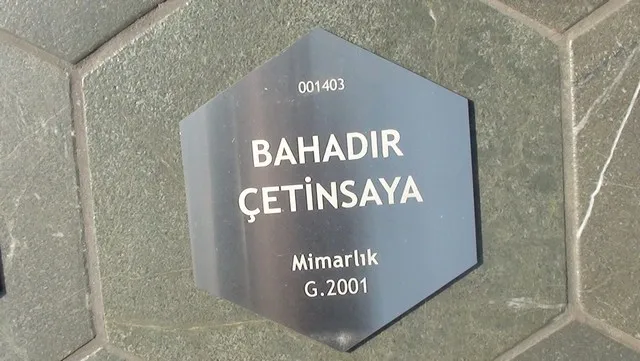 001403
BAHADIR
ÇETİNSAYA
Mimarlık
G.2001